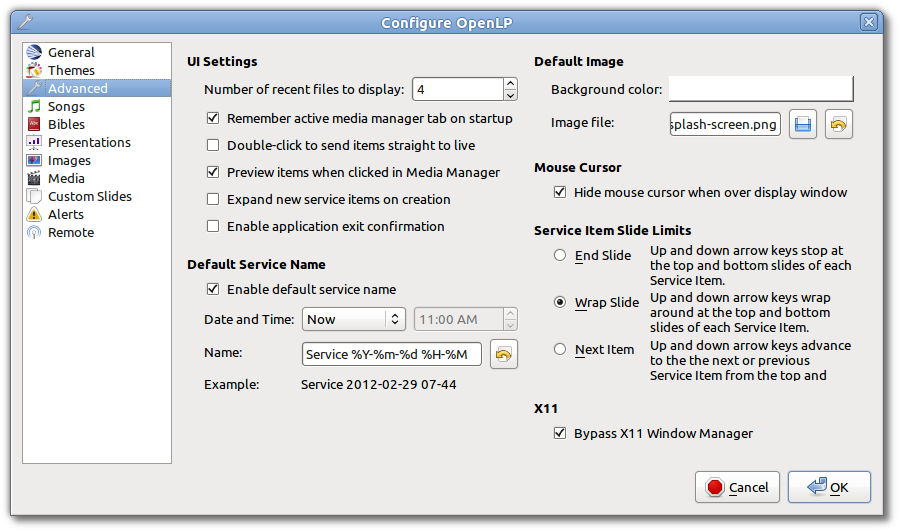 Configure OpenLP
General
Themes
Advanced
Songs
Bibles
Presentations
Images
Media
Custom Slides
Alerts
Remote
UI Settings
Number of recent files to display: 4
Remember active media manager tab on startup
Double-click to send items straight to live
Preview items when clicked in Media Manager
Expand new service items on creation
Enable application exit confirmation
Default Service Name
Enable default service name
Date and Time: Now 11:00 AM
Name: Service %Y-%m-%d %H-%M
Example: Service 2012-02-29 07-44
Default Image
Background color:
Image file: splash-screen.png
Mouse Cursor
Hide mouse cursor when over display window
Service Item Slide Limits
End Slide Up and down arrow keys stop at
the top and bottom slides of each
Service Item.
Wrap Slide Up and down arrow keys wrap
around at the top and bottom
slides of each Service Item.
Next Item Up and down arrow keys advance
to the the next or previous
Service Item from the top and
X11
Bypass X11 Window Manager
Cancel OK